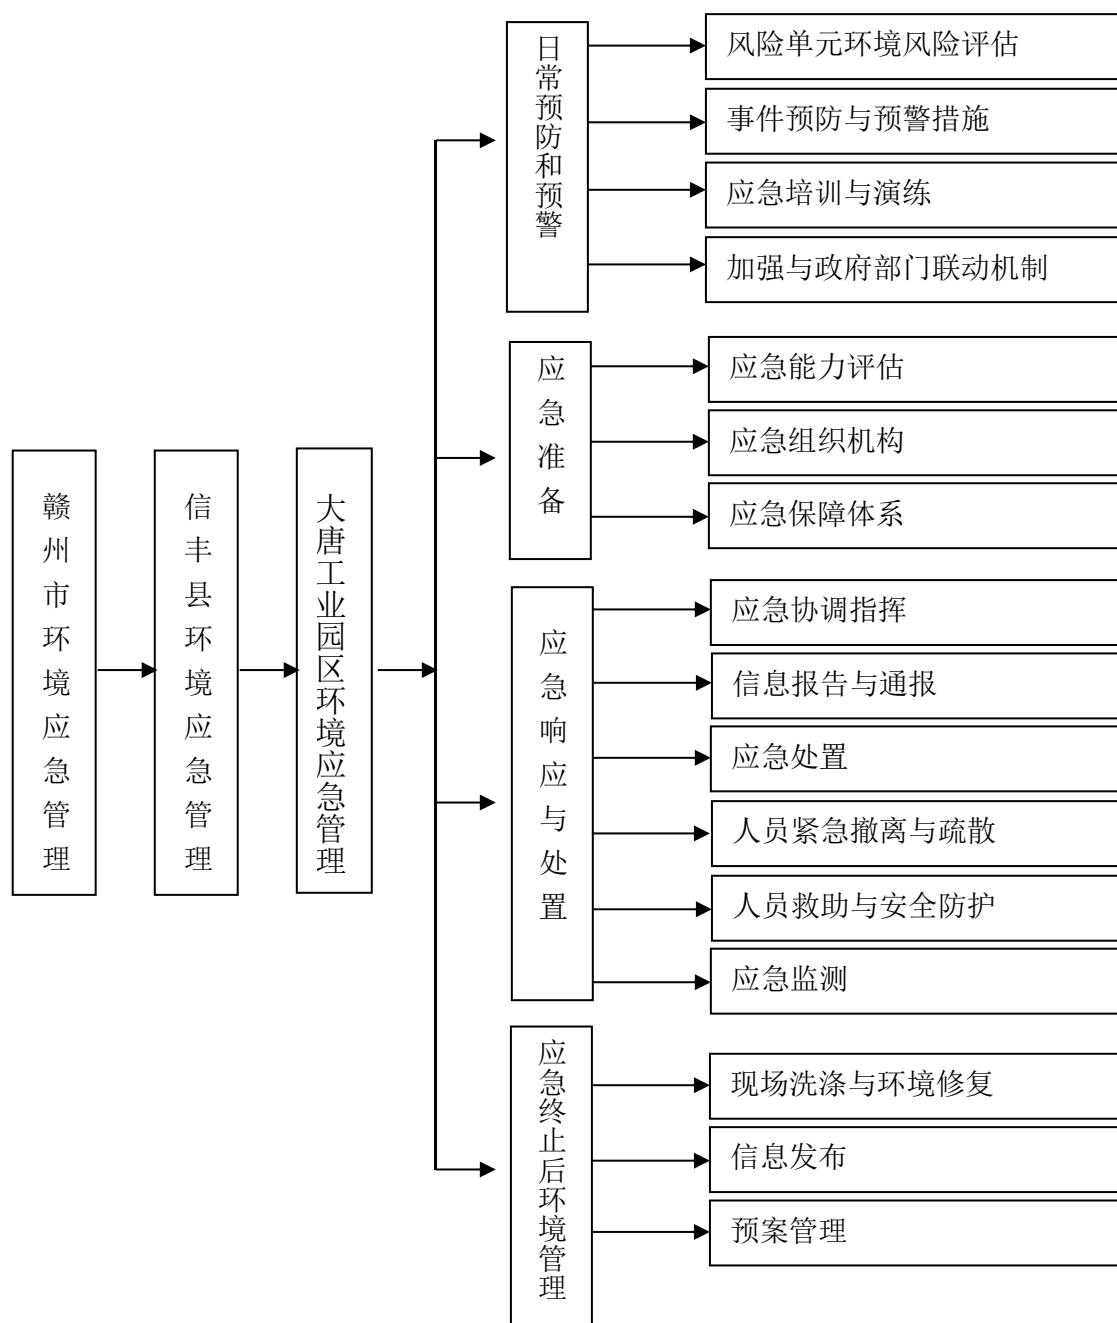 赣州市环境应急管理
信丰县环境应急管理
大唐工业园区环境应急管理
日常预防和预警
风险单元环境风险评估
事件预防与预警措施
应急培训与演练
加强与政府部门联动机制
应急准备
应急能力评估
应急组织机构
应急保障体系
应急响应与处置
应急协调指挥
信息报告与通报
应急处置
人员紧急撤离与疏散
人员救助与安全防护
应急监测
应急终止后环境管理
现场洗涤与环境修复
信息发布
预案管理